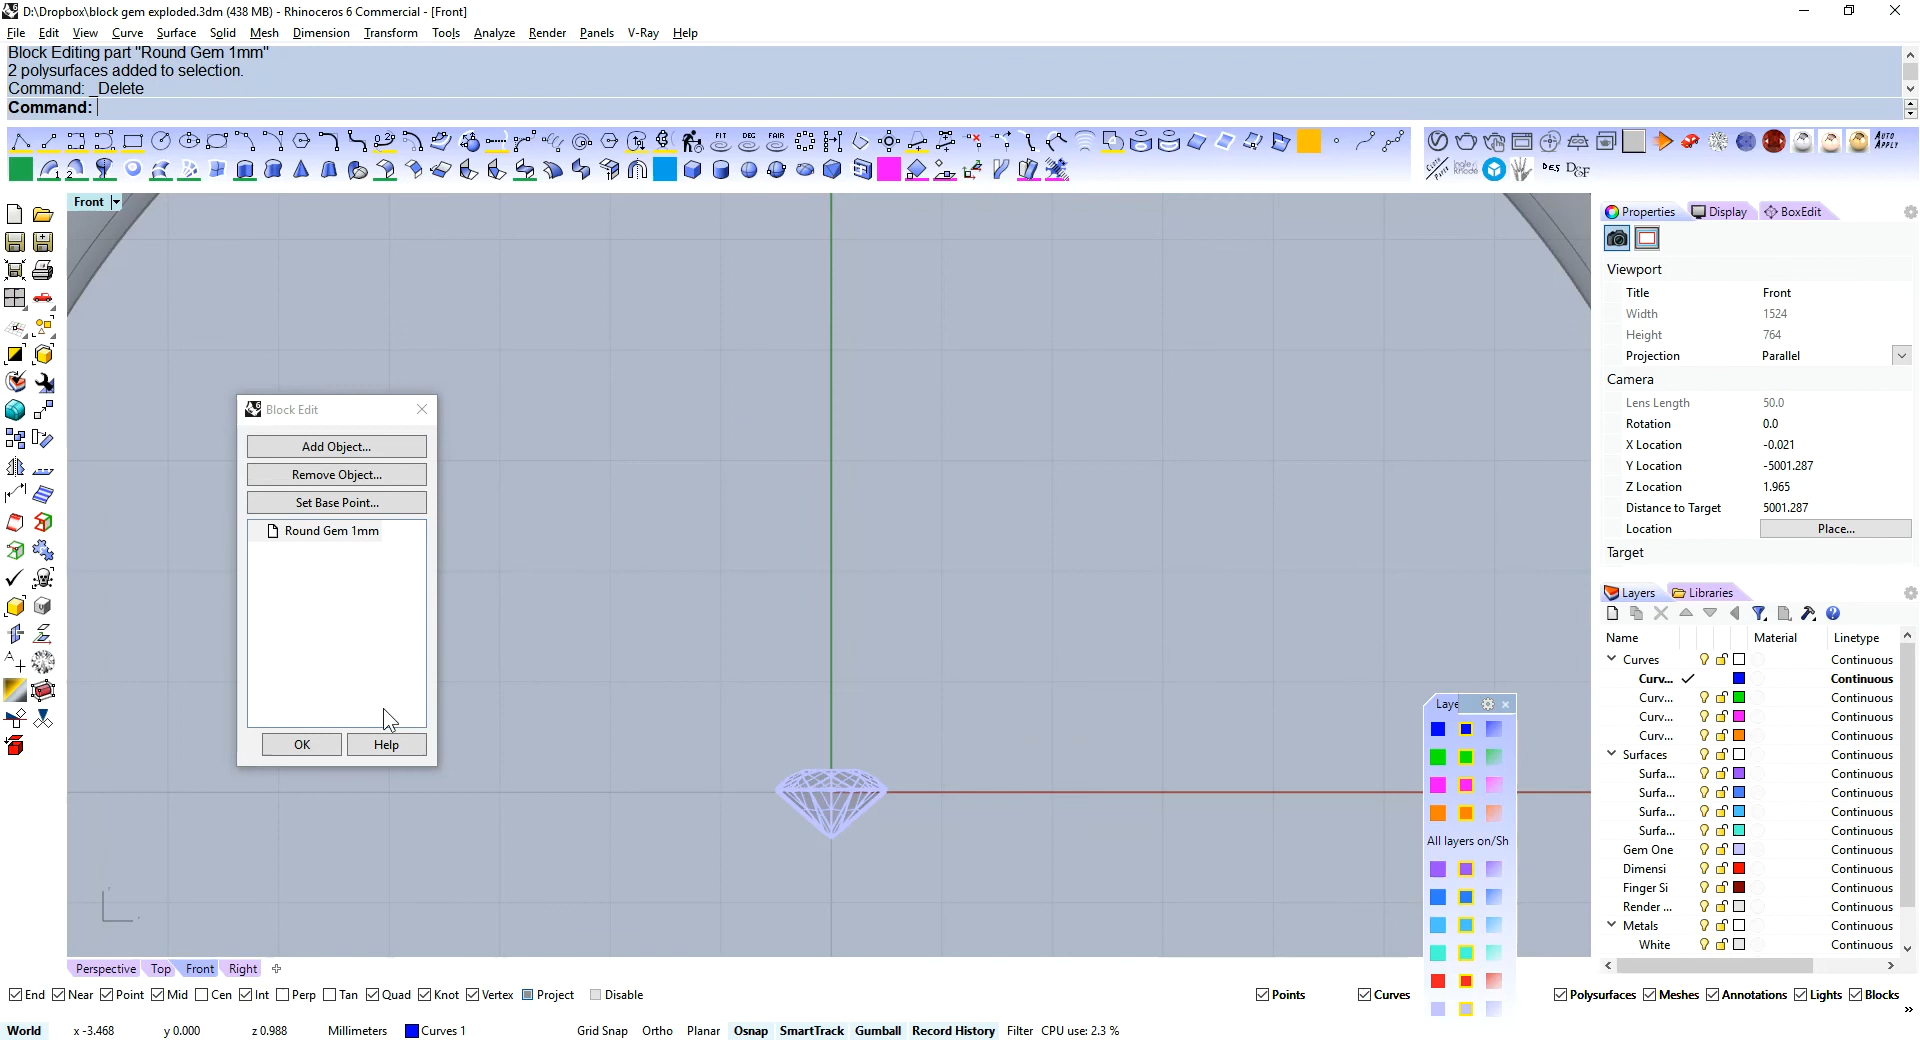 D:\Dropbox\block gem exploded.3dm (438 MB) - Rhinoceros 6 Commercial - [Front]
File Edit View Curve Surface Solid Mesh Dimension Transform Tools Analyze Render Panels V-Ray Help
Block Editing part "Round Gem 1mm"
2 polysurfaces added to selection.
Command: _Delete
Command:
FIT DEG FAIR
AUTO APPLY
Front
Properties Display BoxEdit
Viewport
Title Front
Width 1524
Height 764
Projection Parallel
Camera
Lens Length 50.0
Rotation 0.0
X Location -0.021
Y Location -5001.287
Z Location 1.965
Distance to Target 5001.287
Location Place...
Target
Block Edit
Add Object...
Remove Object...
Set Base Point...
Round Gem 1mm
OK Help
Layers Libraries
Name Material Linetype
Curves Continuous
Curv... Continuous
Curv... Continuous
Curv... Continuous
Curv... Continuous
Surfaces Continuous
Surfa... Continuous
Surfa... Continuous
Surfa... Continuous
Surfa... Continuous
Gem One Continuous
Dimensi Continuous
Finger Si Continuous
Render ... Continuous
Metals Continuous
White Continuous
Laye
All layers on/Sh
Perspective Top Front Right
End Near Point Mid Cen Int Perp Tan Quad Knot Vertex Project Disable
Points Curves Polysurfaces Meshes Annotations Lights Blocks
World x -3.468 y 0.000 z 0.988 Millimeters Curves 1 Grid Snap Ortho Planar Osnap SmartTrack Gumball Record History Filter CPU use: 2.3 %